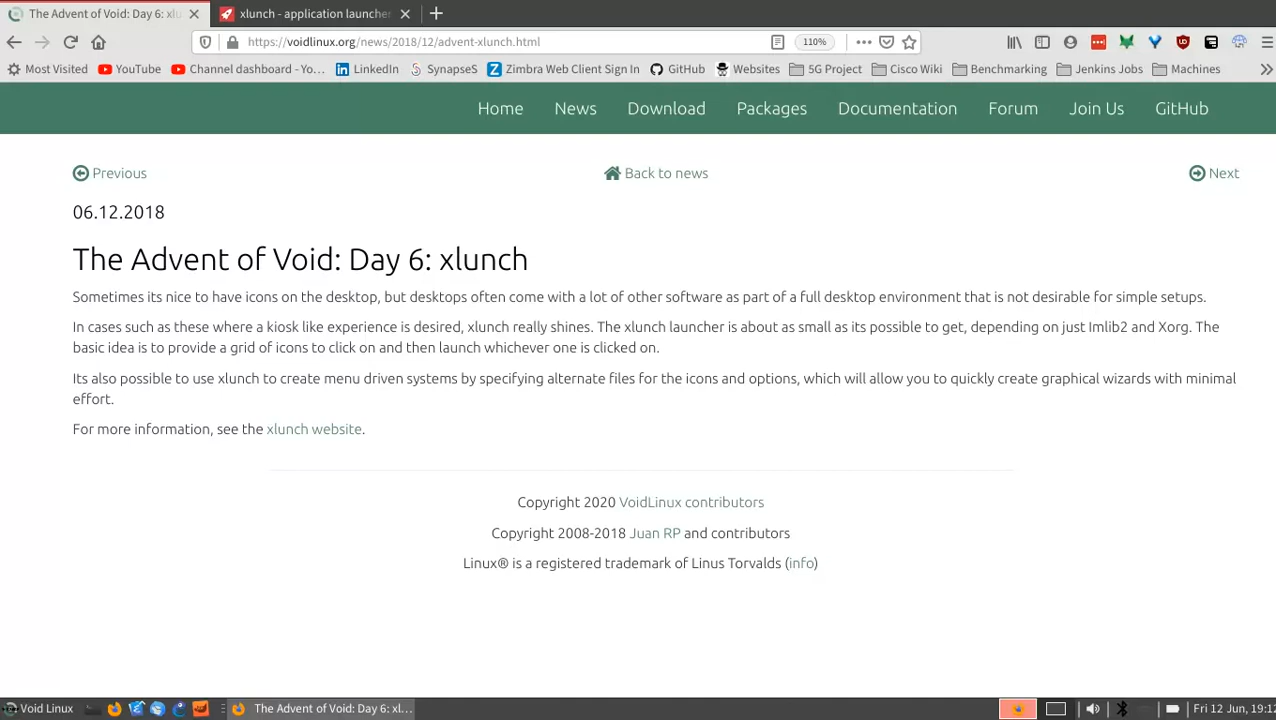 The Advent of Void: Day 6: xlu
xlunch - application launcher
https://voidlinux.org/news/2018/12/advent-xlunch.html
110%
Most Visited
YouTube
Channel dashboard - Yo...
LinkedIn
SynapseS
Zimbra Web Client Sign In
GitHub
Websites
5G Project
Cisco Wiki
Benchmarking
Jenkins Jobs
Machines
Home
News
Download
Packages
Documentation
Forum
Join Us
GitHub
Previous
Back to news
Next
06.12.2018
The Advent of Void: Day 6: xlunch
Sometimes its nice to have icons on the desktop, but desktops often come with a lot of other software as part of a full desktop environment that is not desirable for simple setups.
In cases such as these where a kiosk like experience is desired, xlunch really shines. The xlunch launcher is about as small as its possible to get, depending on just Imlib2 and Xorg. The
basic idea is to provide a grid of icons to click on and then launch whichever one is clicked on.
Its also possible to use xlunch to create menu driven systems by specifying alternate files for the icons and options, which will allow you to quickly create graphical wizards with minimal
effort.
For more information, see the xlunch website.
Copyright 2020 VoidLinux contributors
Copyright 2008-2018 Juan RP and contributors
Linux® is a registered trademark of Linus Torvalds (info)
Void Linux
The Advent of Void: Day 6: xl...
Fri 12 Jun, 19:12